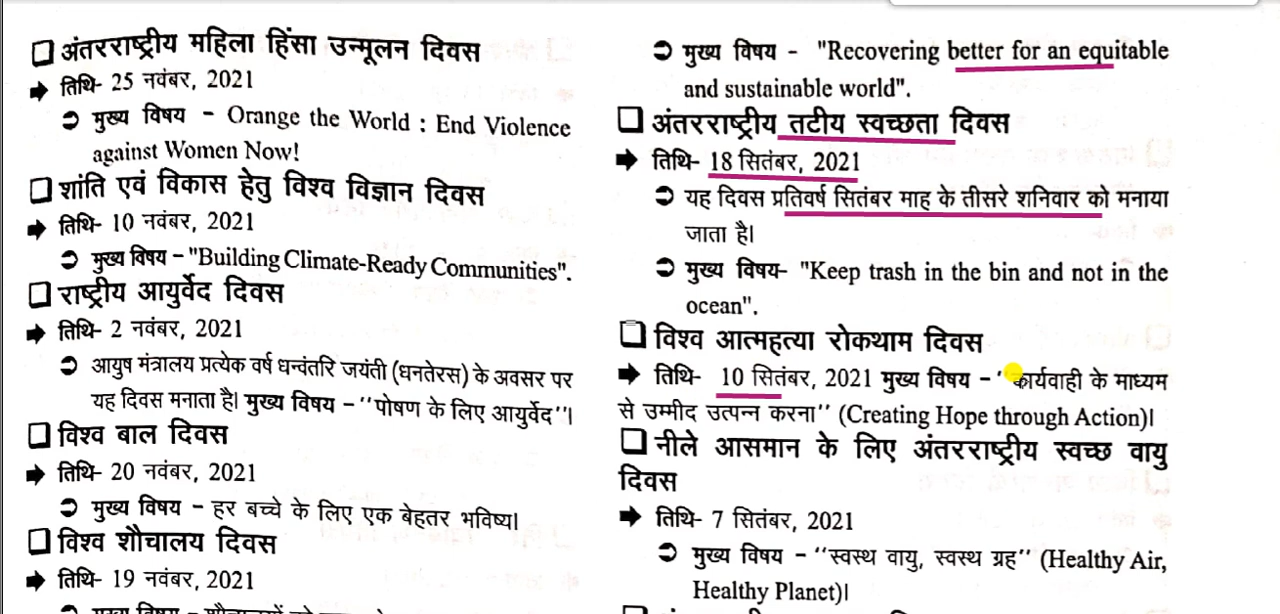 ❑ अंतरराष्ट्रीय महिला हिंसा उन्मूलन दिवस
➡ तिथि- 25 नवंबर, 2021
➲ मुख्य विषय – Orange the World : End Violence
against Women Now!
❑ शांति एवं विकास हेतु विश्व विज्ञान दिवस
➡ तिथि- 10 नवंबर, 2021
➲ मुख्य विषय – "Building Climate-Ready Communities".
❑ राष्ट्रीय आयुर्वेद दिवस
➡ तिथि- 2 नवंबर, 2021
➲ आयुष मंत्रालय प्रत्येक वर्ष धन्वंतरि जयंती (धनतेरस) के अवसर पर
यह दिवस मनाता है। मुख्य विषय – ''पोषण के लिए आयुर्वेद''।
❑ विश्व बाल दिवस
➡ तिथि- 20 नवंबर, 2021
➲ मुख्य विषय – हर बच्चे के लिए एक बेहतर भविष्य।
❑ विश्व शौचालय दिवस
➡ तिथि- 19 नवंबर, 2021
➲ मुख्य विषय –
➲ मुख्य विषय - "Recovering better for an equitable
and sustainable world".
❑ अंतरराष्ट्रीय तटीय स्वच्छता दिवस
➡ तिथि- 18 सितंबर, 2021
➲ यह दिवस प्रतिवर्ष सितंबर माह के तीसरे शनिवार को मनाया
जाता है।
➲ मुख्य विषय- "Keep trash in the bin and not in the
ocean".
❑ विश्व आत्महत्या रोकथाम दिवस
➡ तिथि- 10 सितंबर, 2021 मुख्य विषय – ''कार्यवाही के माध्यम
से उम्मीद उत्पन्न करना'' (Creating Hope through Action)।
❑ नीले आसमान के लिए अंतरराष्ट्रीय स्वच्छ वायु
दिवस
➡ तिथि- 7 सितंबर, 2021
➲ मुख्य विषय – ''स्वस्थ वायु, स्वस्थ ग्रह'' (Healthy Air,
Healthy Planet)।